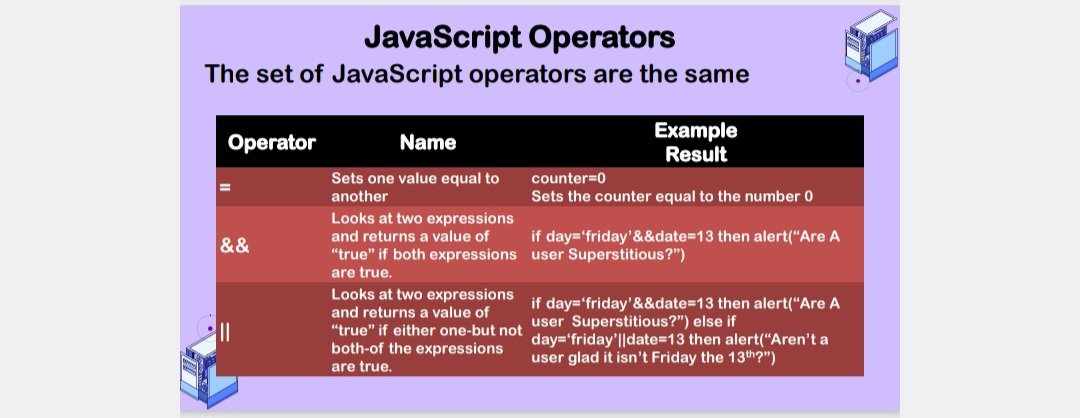 JavaScript Operators
The set of JavaScript operators are the same
Operator
Name
Example
Result
=
Sets one value equal to
another
counter=0
Sets the counter equal to the number 0
&&
Looks at two expressions
and returns a value of
“true” if both expressions
are true.
if day=‘friday’&&date=13 then alert(“Are A
user Superstitious?”)
||
Looks at two expressions
and returns a value of
“true” if either one-but not
both-of the expressions
are true.
if day=‘friday’&&date=13 then alert(“Are A
user  Superstitious?”) else if
day=‘friday’||date=13 then alert(“Aren’t a
user glad it isn’t Friday the 13th?”)